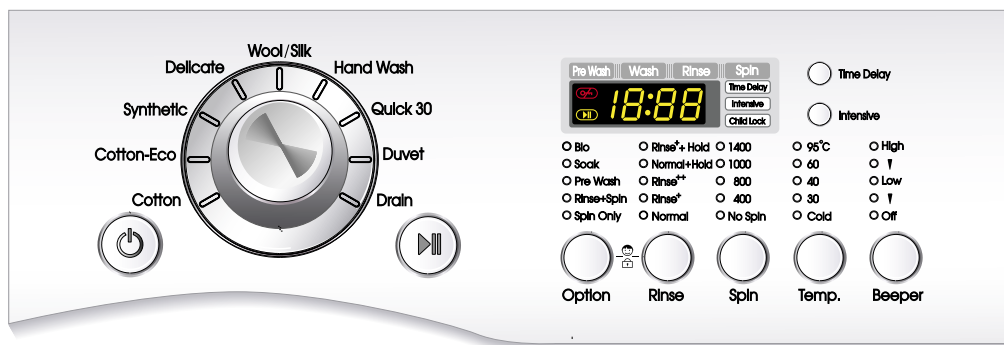 Wool/Silk
Delicate
Hand Wash
Synthetic
Quick 30
Cotton-Eco
Duvet
Cotton
Drain
Pre Wash Wash Rinse Spin
18:88
Time Delay
Intensive
Child Lock
Time Delay
Intensive
Bio Rinse⁺+ Hold 1400 95°C High
Soak Normal+Hold 1000 60
Pre Wash Rinse⁺⁺ 800 40 Low
Rinse+Spin Rinse⁺ 400 30
Spin Only Normal No Spin Cold Off
Option Rinse Spin Temp. Beeper